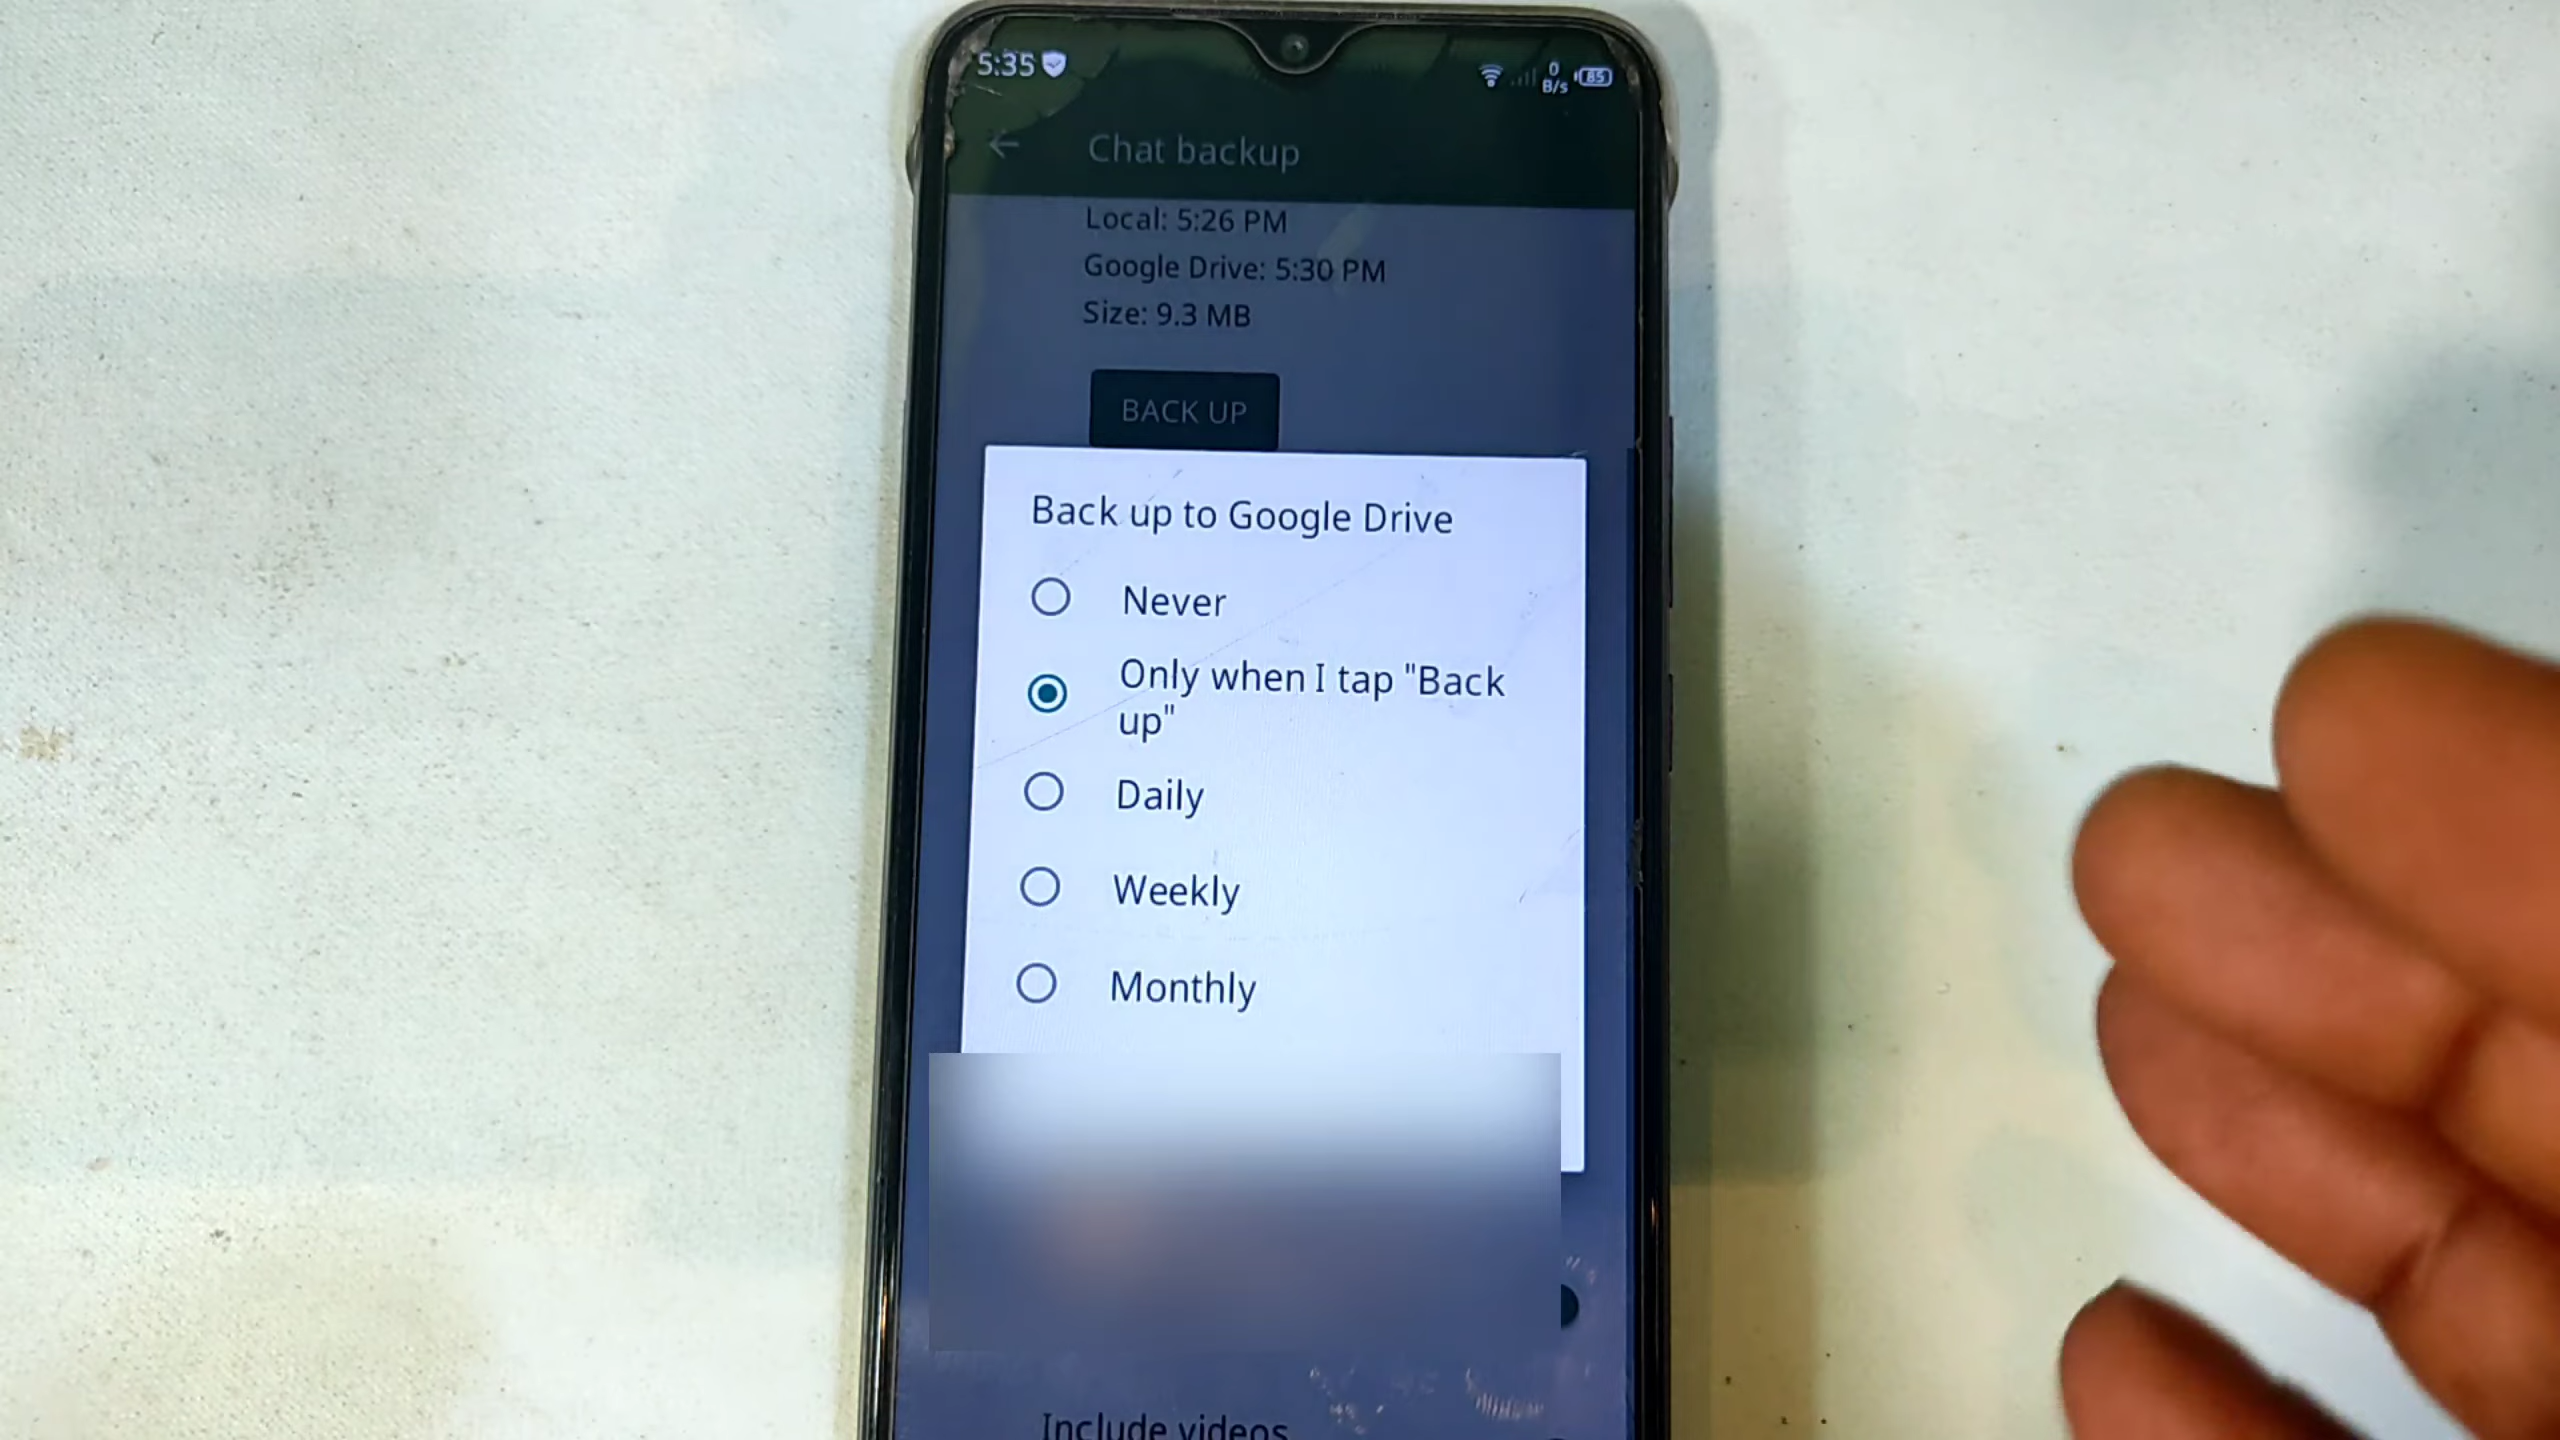 5:35
0
B/s
85
Chat backup
Local: 5:26 PM
Google Drive: 5:30 PM
Size: 9.3 MB
BACK UP
Back up to Google Drive
Never
Only when I tap "Back
up"
Daily
Weekly
Monthly
Include videos